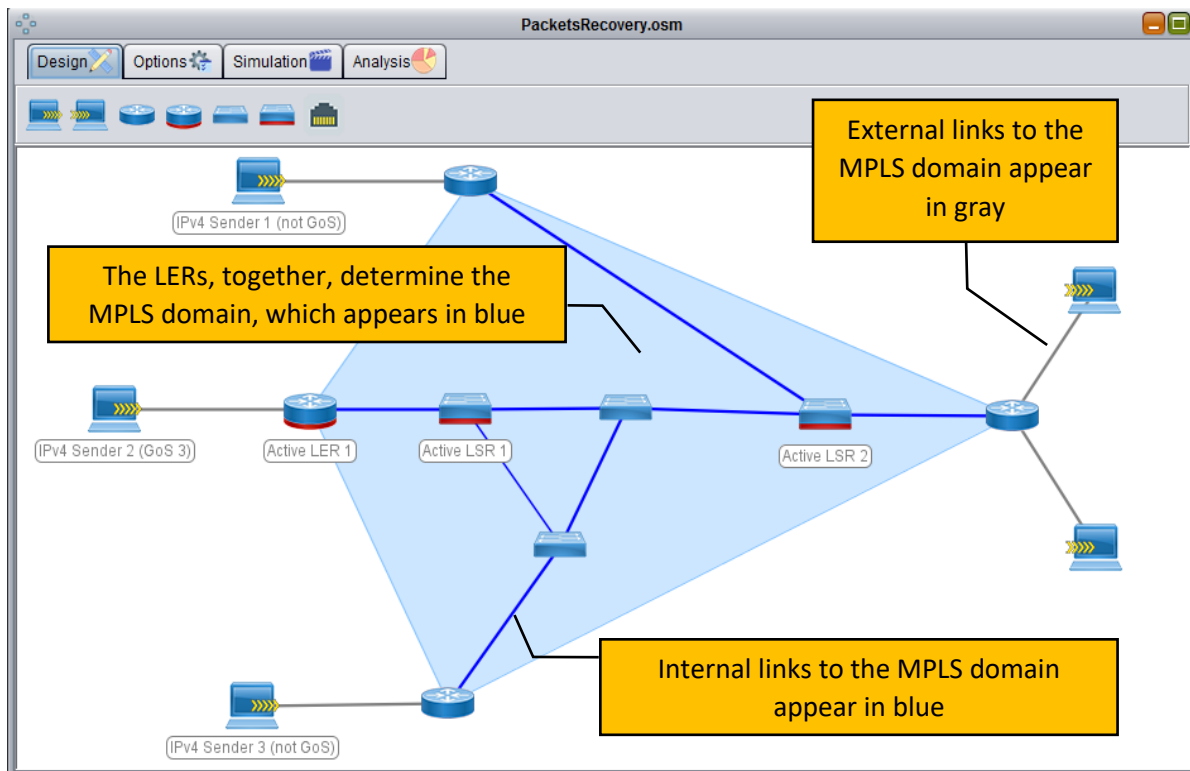 PacketsRecovery.osm
Design
Options
Simulation
Analysis
External links to the
MPLS domain appear
in gray
IPv4 Sender 1 (not GoS)
The LERs, together, determine the
MPLS domain, which appears in blue
IPv4 Sender 2 (GoS 3)
Active LER 1
Active LSR 1
Active LSR 2
Internal links to the MPLS domain
appear in blue
IPv4 Sender 3 (not GoS)